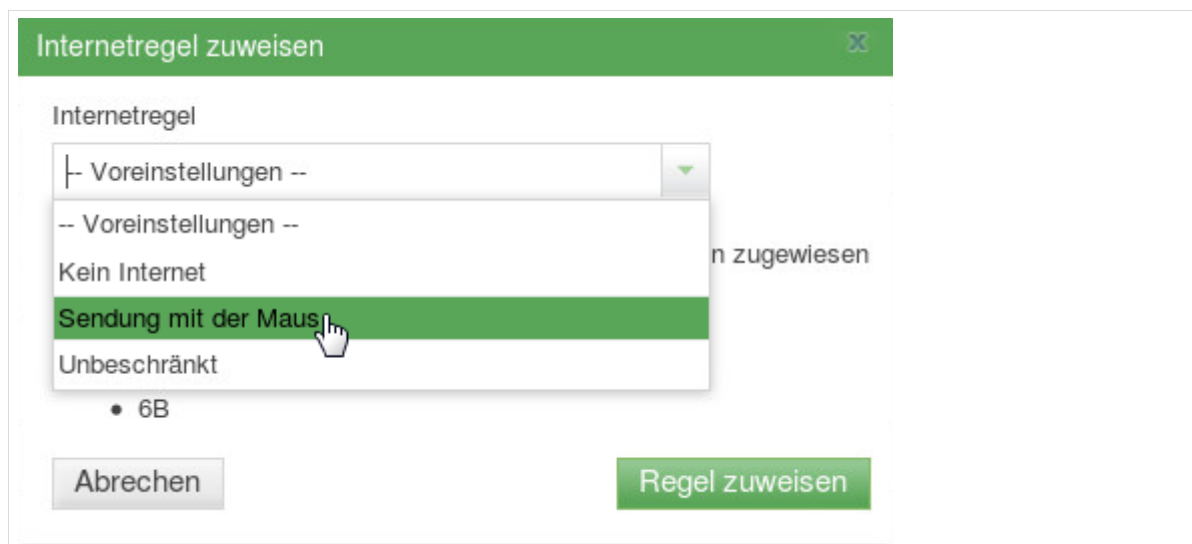 Internetregel zuweisen
x
Internetregel
-- Voreinstellungen --
-- Voreinstellungen --
n zugewiesen
Kein Internet
Sendung mit der Maus
Unbeschränkt
• 6B
Abrechen
Regel zuweisen